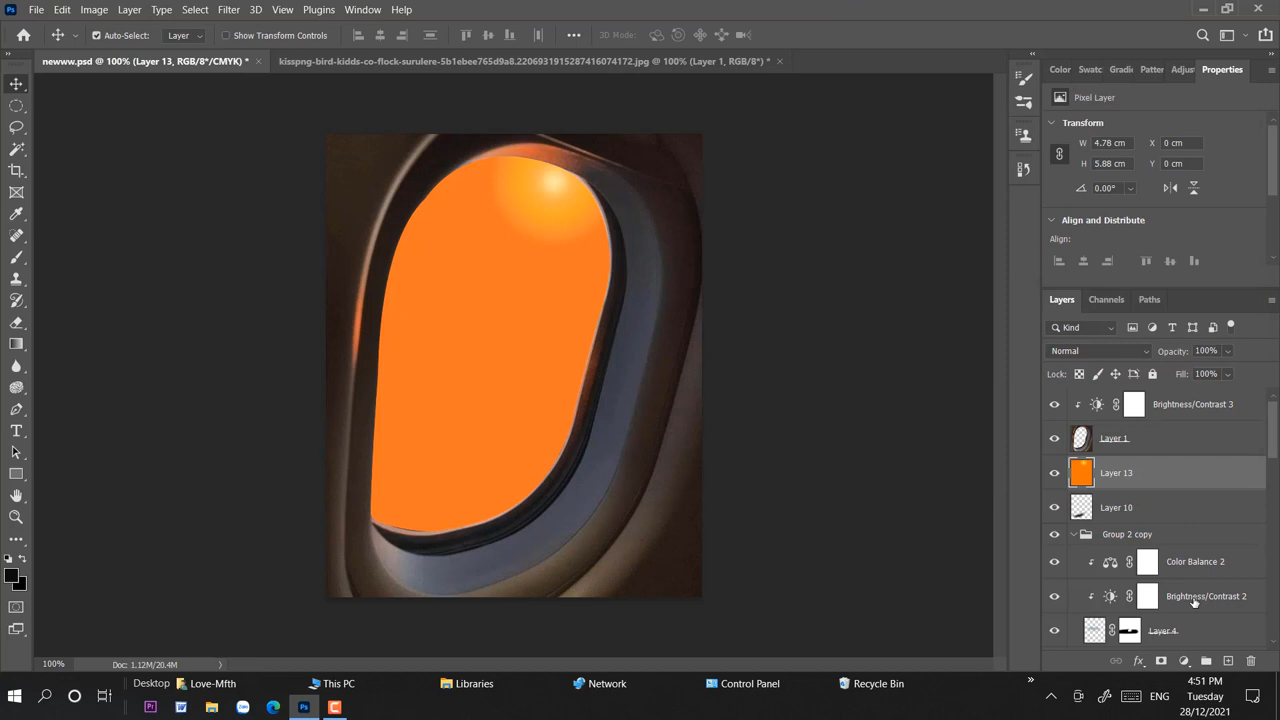 Ps File Edit Image Layer Type Select Filter 3D View Plugins Window Help
Auto-Select: Layer Show Transform Controls 3D Mode:
newww.psd @ 100% (Layer 13, RGB/8*/CMYK) * kisspng-bird-kidds-co-flock-surulere-5b1ebee765d9a8.2206931915287416074172.jpg @ 100% (Layer 1, RGB/8*) *
Color Swatc Gradi Patter Adjus Properties
Pixel Layer
Transform
W 4.78 cm X 0 cm
H 5.88 cm Y 0 cm
0.00°
Align and Distribute
Align:
Layers Channels Paths
Kind
Normal Opacity: 100%
Lock: Fill: 100%
Brightness/Contrast 3
Layer 1
Layer 13
Layer 10
Group 2 copy
Color Balance 2
Brightness/Contrast 2
Layer 4
100% Doc: 1.12M/20.4M
fx
Desktop Love-Mfth This PC Libraries Network Control Panel Recycle Bin
4:51 PM
ENG Tuesday
28/12/2021